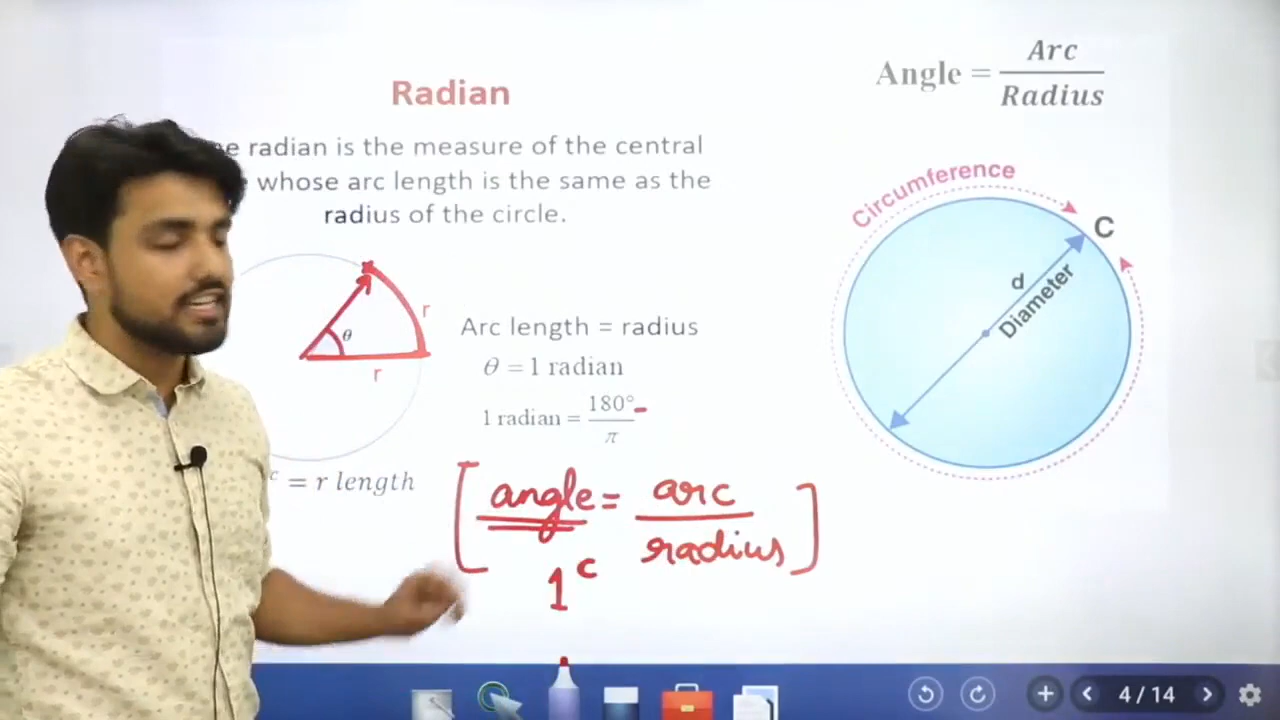 Radian
radian is the measure of the central
whose arc length is the same as the
radius of the circle.
θ
r
r
Arc length = radius
θ = 1 radian
1 radian = 180° / π
c = r length
[angle = arc / radius]
1ᶜ
Angle = Arc / Radius
Circumference
C
d
Diameter
4 / 14